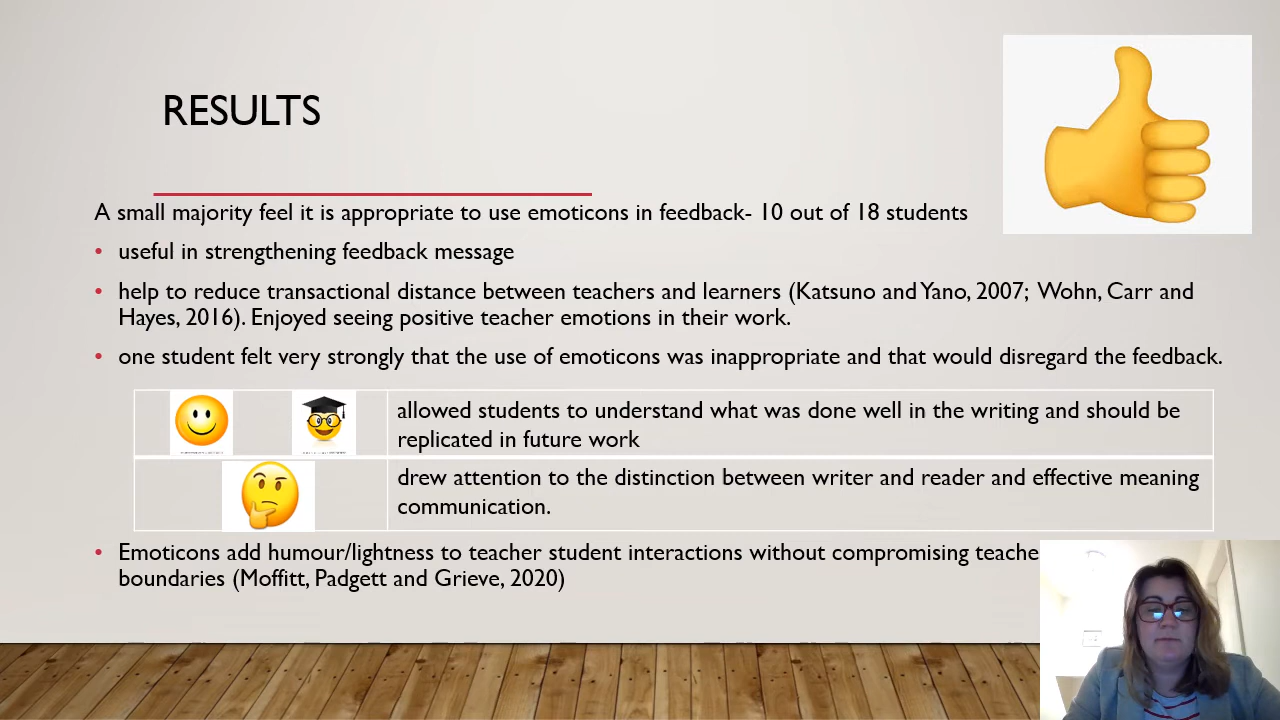 RESULTS
A small majority feel it is appropriate to use emoticons in feedback- 10 out of 18 students
• useful in strengthening feedback message
• help to reduce transactional distance between teachers and learners (Katsuno and Yano, 2007; Wohn, Carr and
Hayes, 2016). Enjoyed seeing positive teacher emotions in their work.
• one student felt very strongly that the use of emoticons was inappropriate and that would disregard the feedback.
allowed students to understand what was done well in the writing and should be
replicated in future work
drew attention to the distinction between writer and reader and effective meaning
communication.
• Emoticons add humour/lightness to teacher student interactions without compromising
boundaries (Moffitt, Padgett and Grieve, 2020)